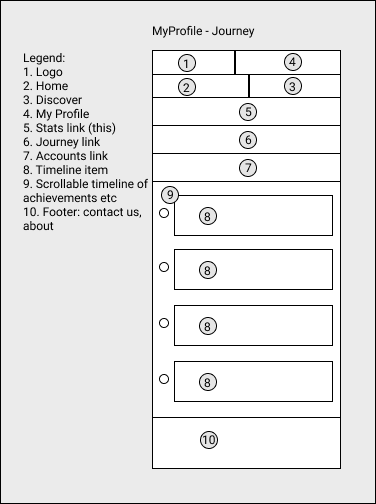 MyProfile - Journey
Legend:
1. Logo
2. Home
3. Discover
4. My Profile
5. Stats link (this)
6. Journey link
7. Accounts link
8. Timeline item
9. Scrollable timeline of
achievements etc
10. Footer: contact us,
about
1 4
2 3
5
6
7
9
8
8
8
8
10